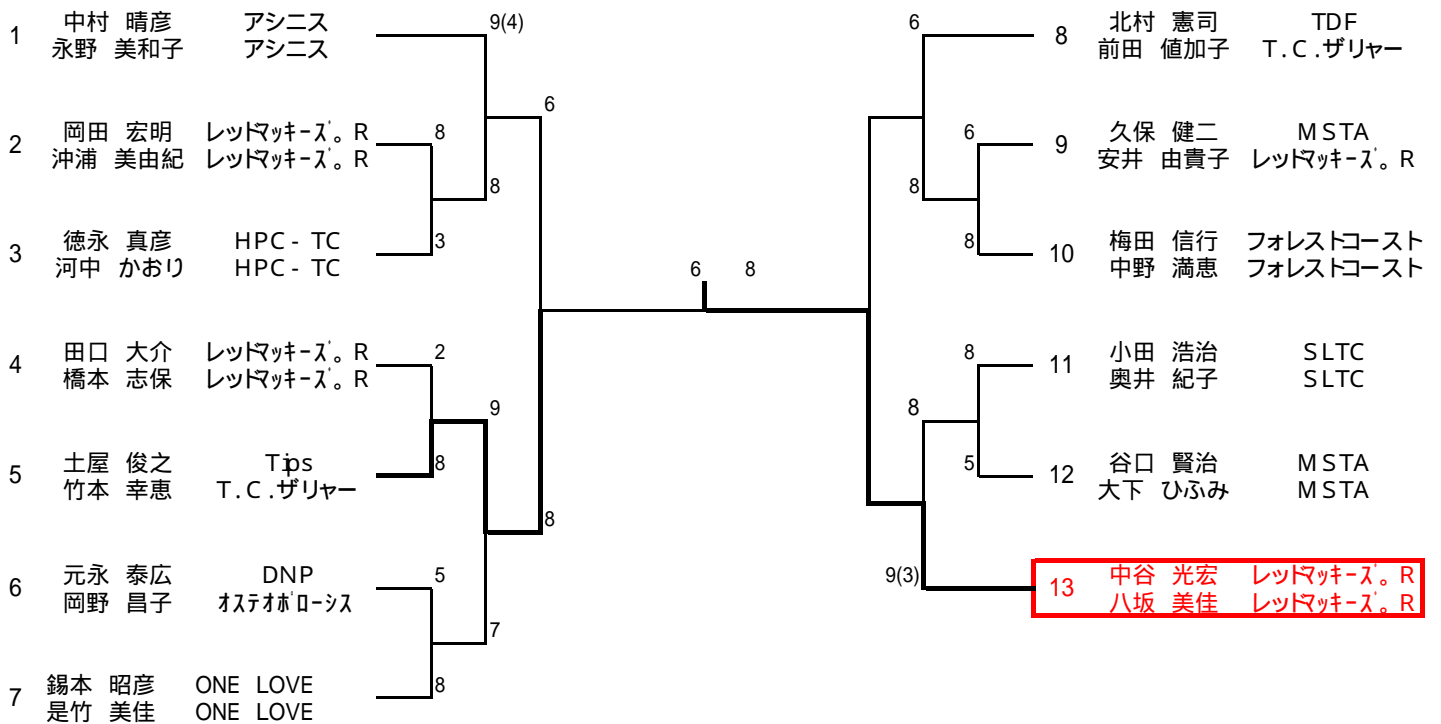 1 中村 晴彦 アシニス
永野 美和子 アシニス
9(4)
2 岡田 宏明 レッドマッキーズ。R
沖浦 美由紀 レッドマッキーズ。R
8
6
8
3 徳永 真彦 HPC- TC
河中 かおり HPC- TC
3
4 田口 大介 レッドマッキーズ。R
橋本 志保 レッドマッキーズ。R
2
9
5 土屋 俊之 Tips
竹本 幸恵 T.C.ザリャー
8
8
6 元永 泰広 DNP
岡野 昌子 オステオポローシス
5
7
7 錫本 昭彦 ONE LOVE
是竹 美佳 ONE LOVE
8
6 8
6
8 北村 憲司 TDF
前田 値加子 T.C.ザリャー
6
9 久保 健二 MSTA
安井 由貴子 レッドマッキーズ。R
8
8
10 梅田 信行 フォレストコースト
中野 満恵 フォレストコースト
8
11 小田 浩治 SLTC
奥井 紀子 SLTC
8
5
12 谷口 賢治 MSTA
大下 ひふみ MSTA
9(3)
13 中谷 光宏 レッドマッキーズ。R
八坂 美佳 レッドマッキーズ。R